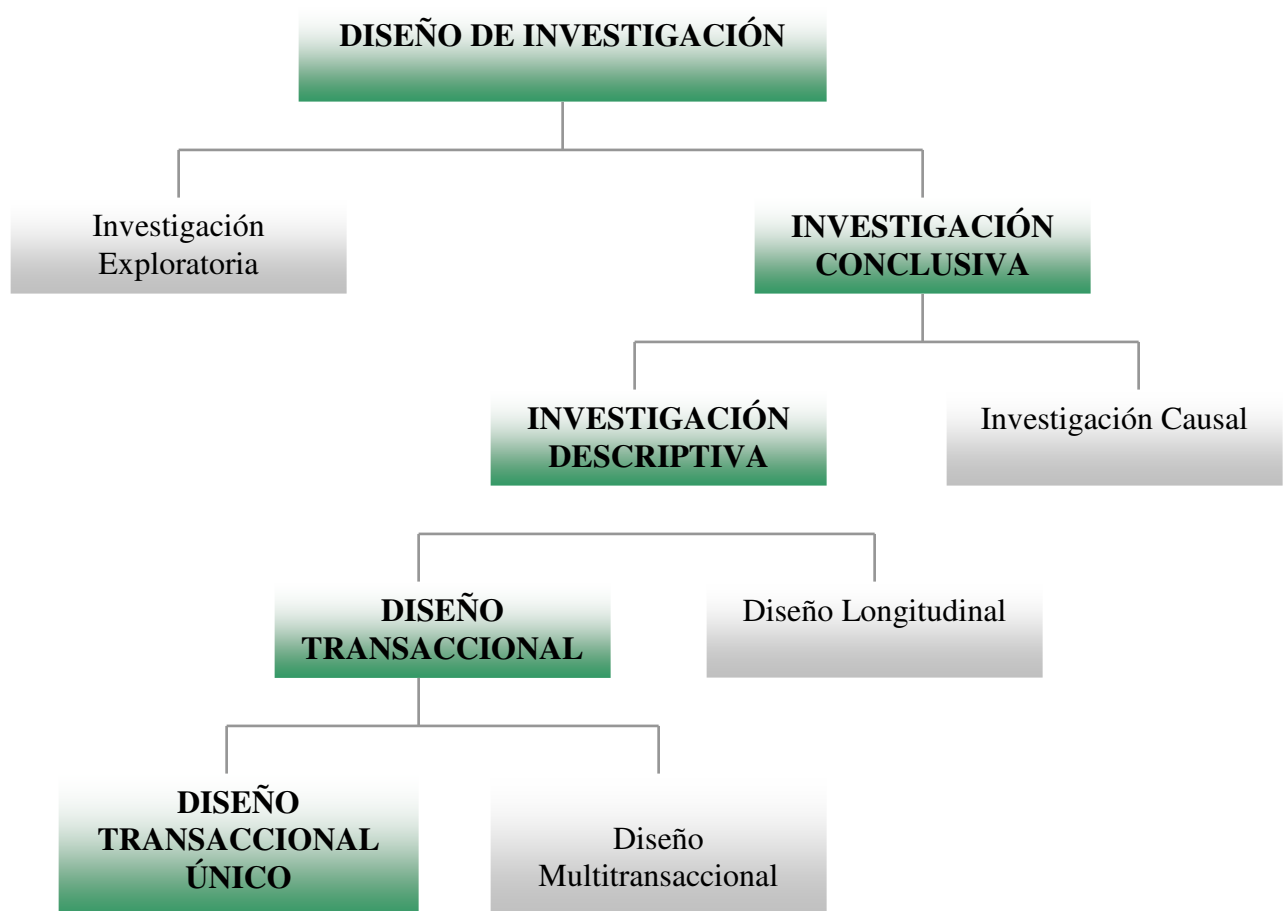 DISEÑO DE INVESTIGACIÓN
Investigación
Exploratoria
INVESTIGACIÓN
CONCLUSIVA
INVESTIGACIÓN
DESCRIPTIVA
Investigación Causal
DISEÑO
TRANSACCIONAL
Diseño Longitudinal
DISEÑO
TRANSACCIONAL
ÚNICO
Diseño
Multitransaccional